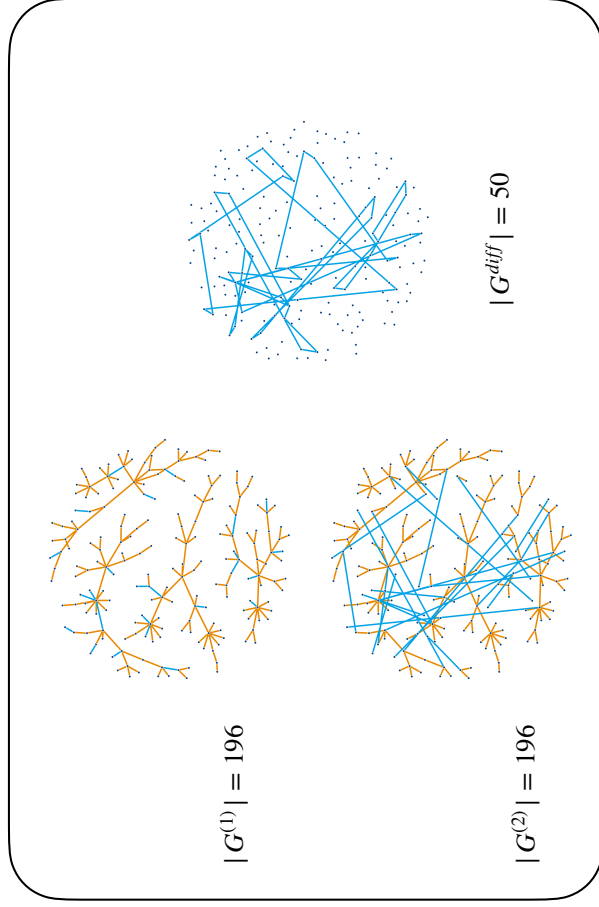 |G^{(1)}| = 196
|G^{(2)}| = 196
|G^{diff}| = 50